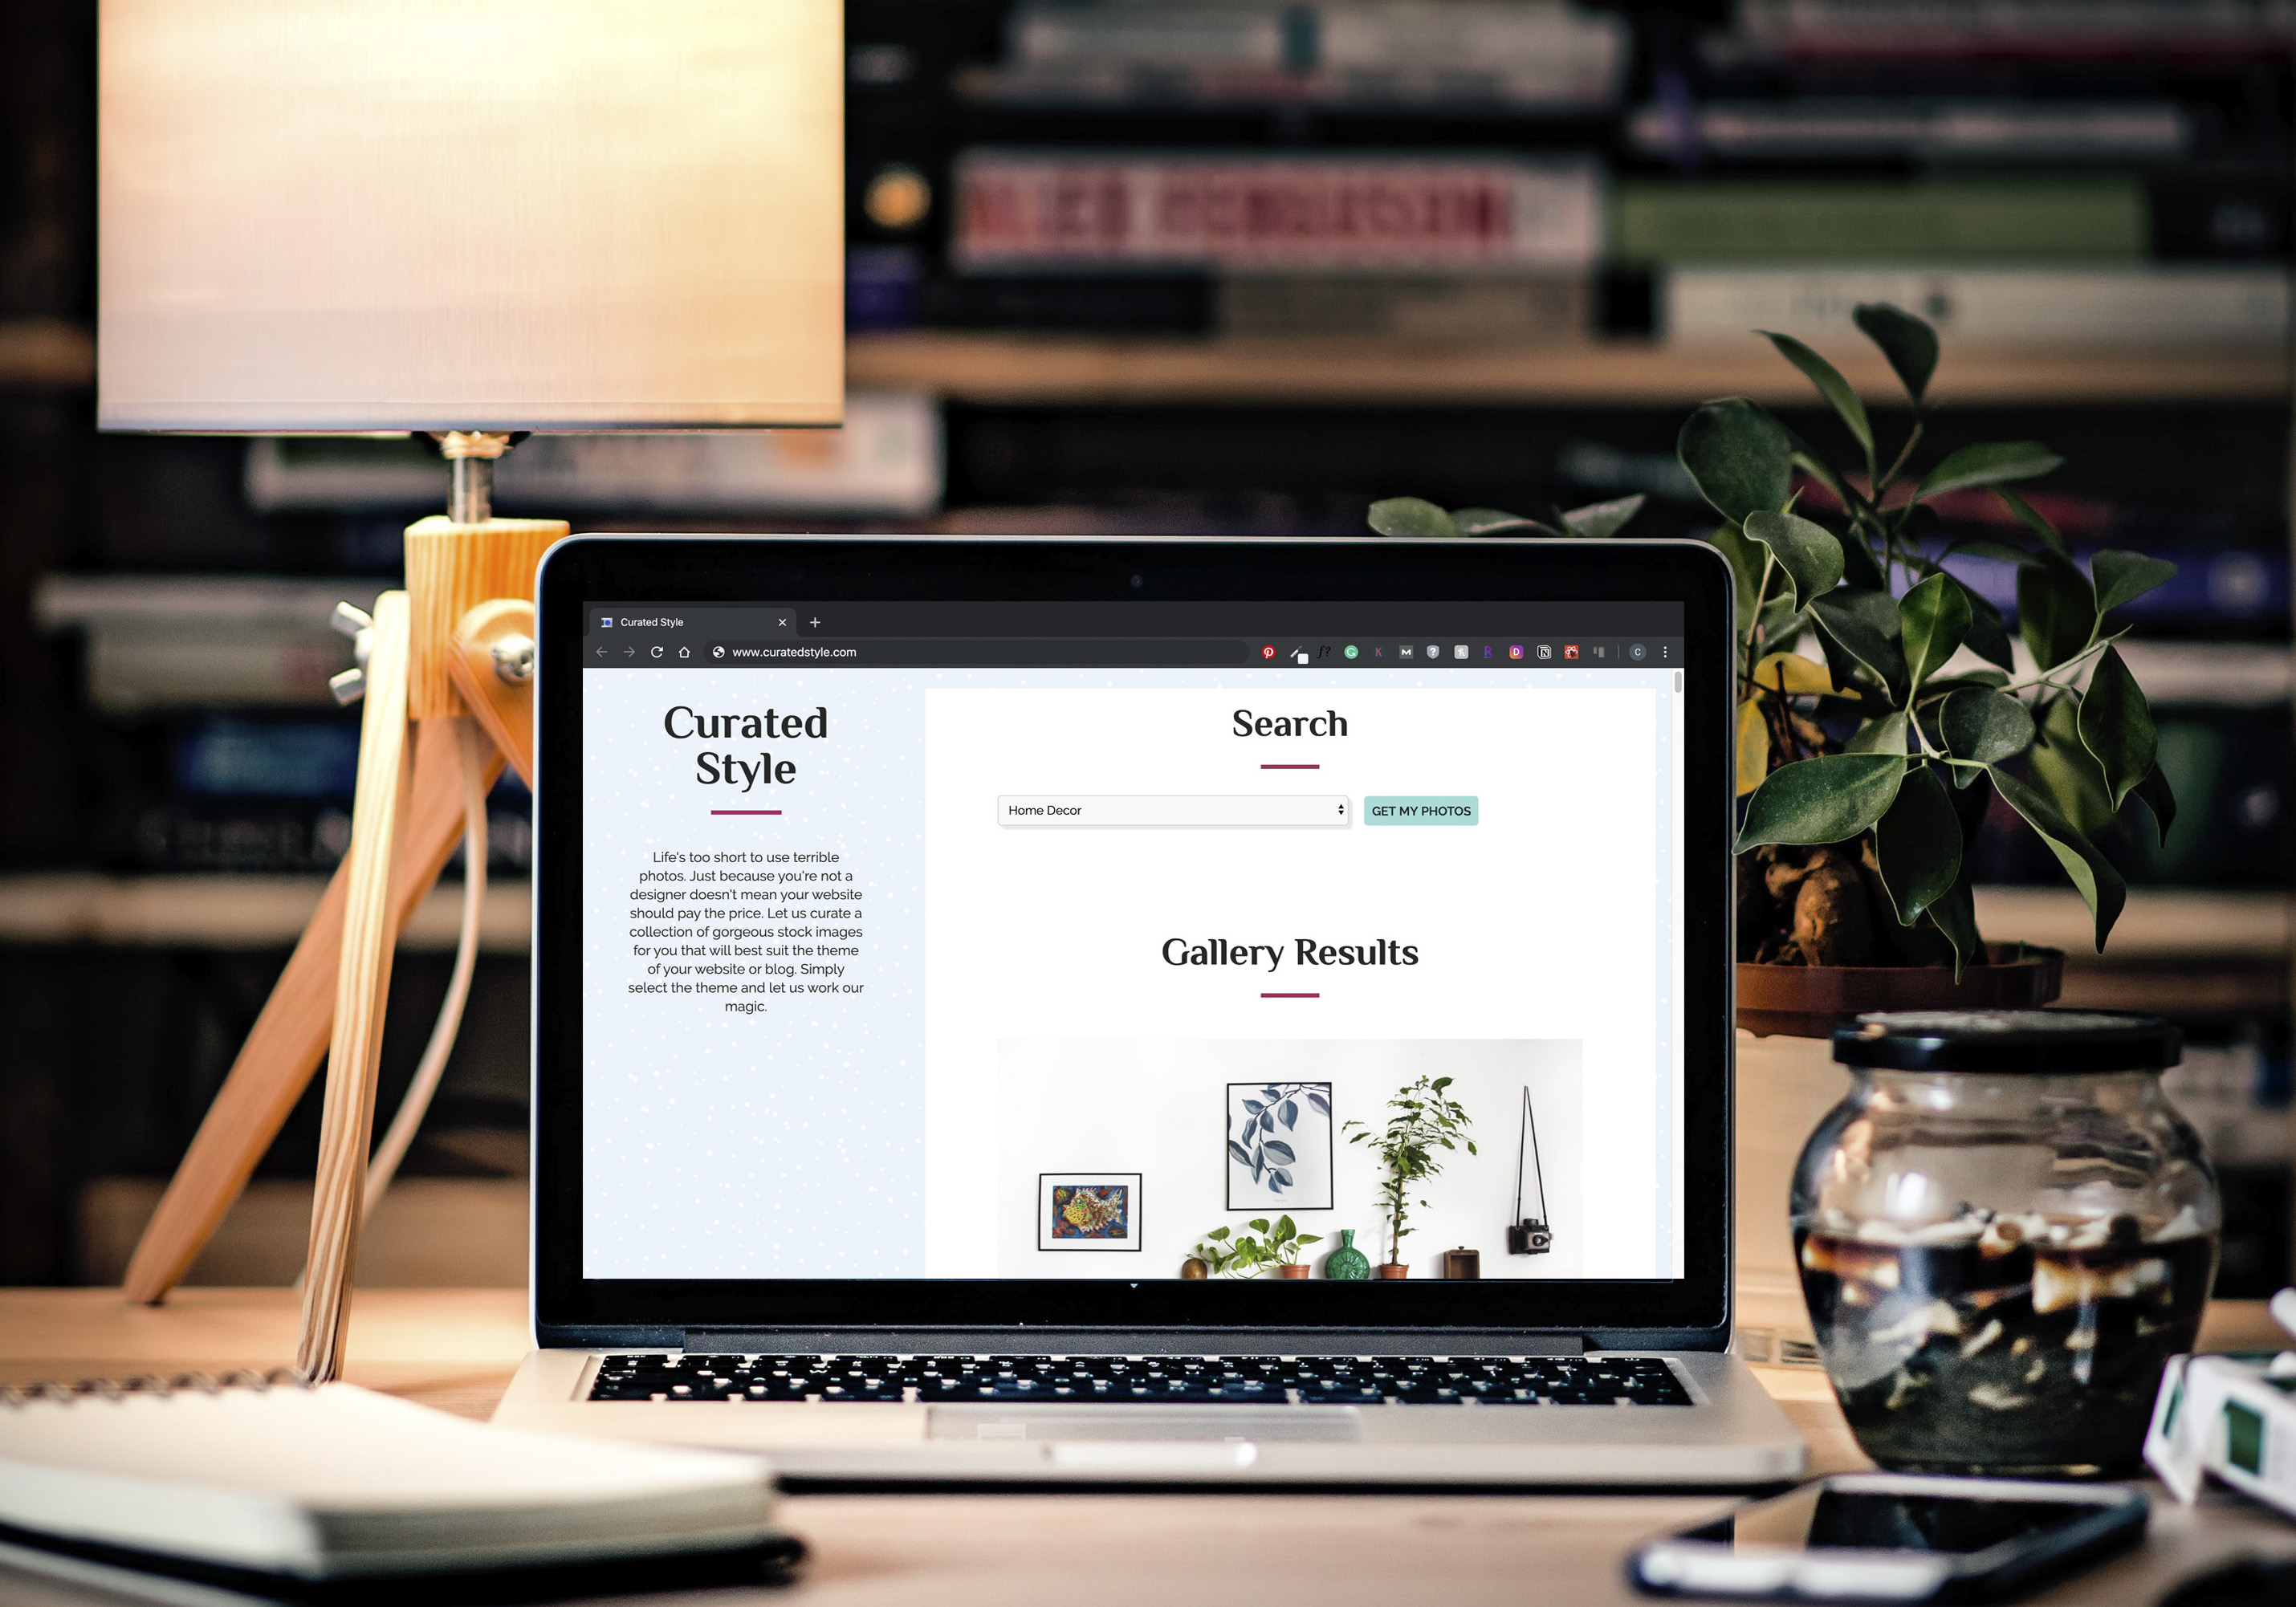 Curated Style
www.curatedstyle.com
Curated
Style
Life's too short to use terrible
photos. Just because you're not a
designer doesn't mean your website
should pay the price. Let us curate a
collection of gorgeous stock images
for you that will best suit the theme
of your website or blog. Simply
select the theme and let us work our
magic.
Search
Home Decor
GET MY PHOTOS
Gallery Results